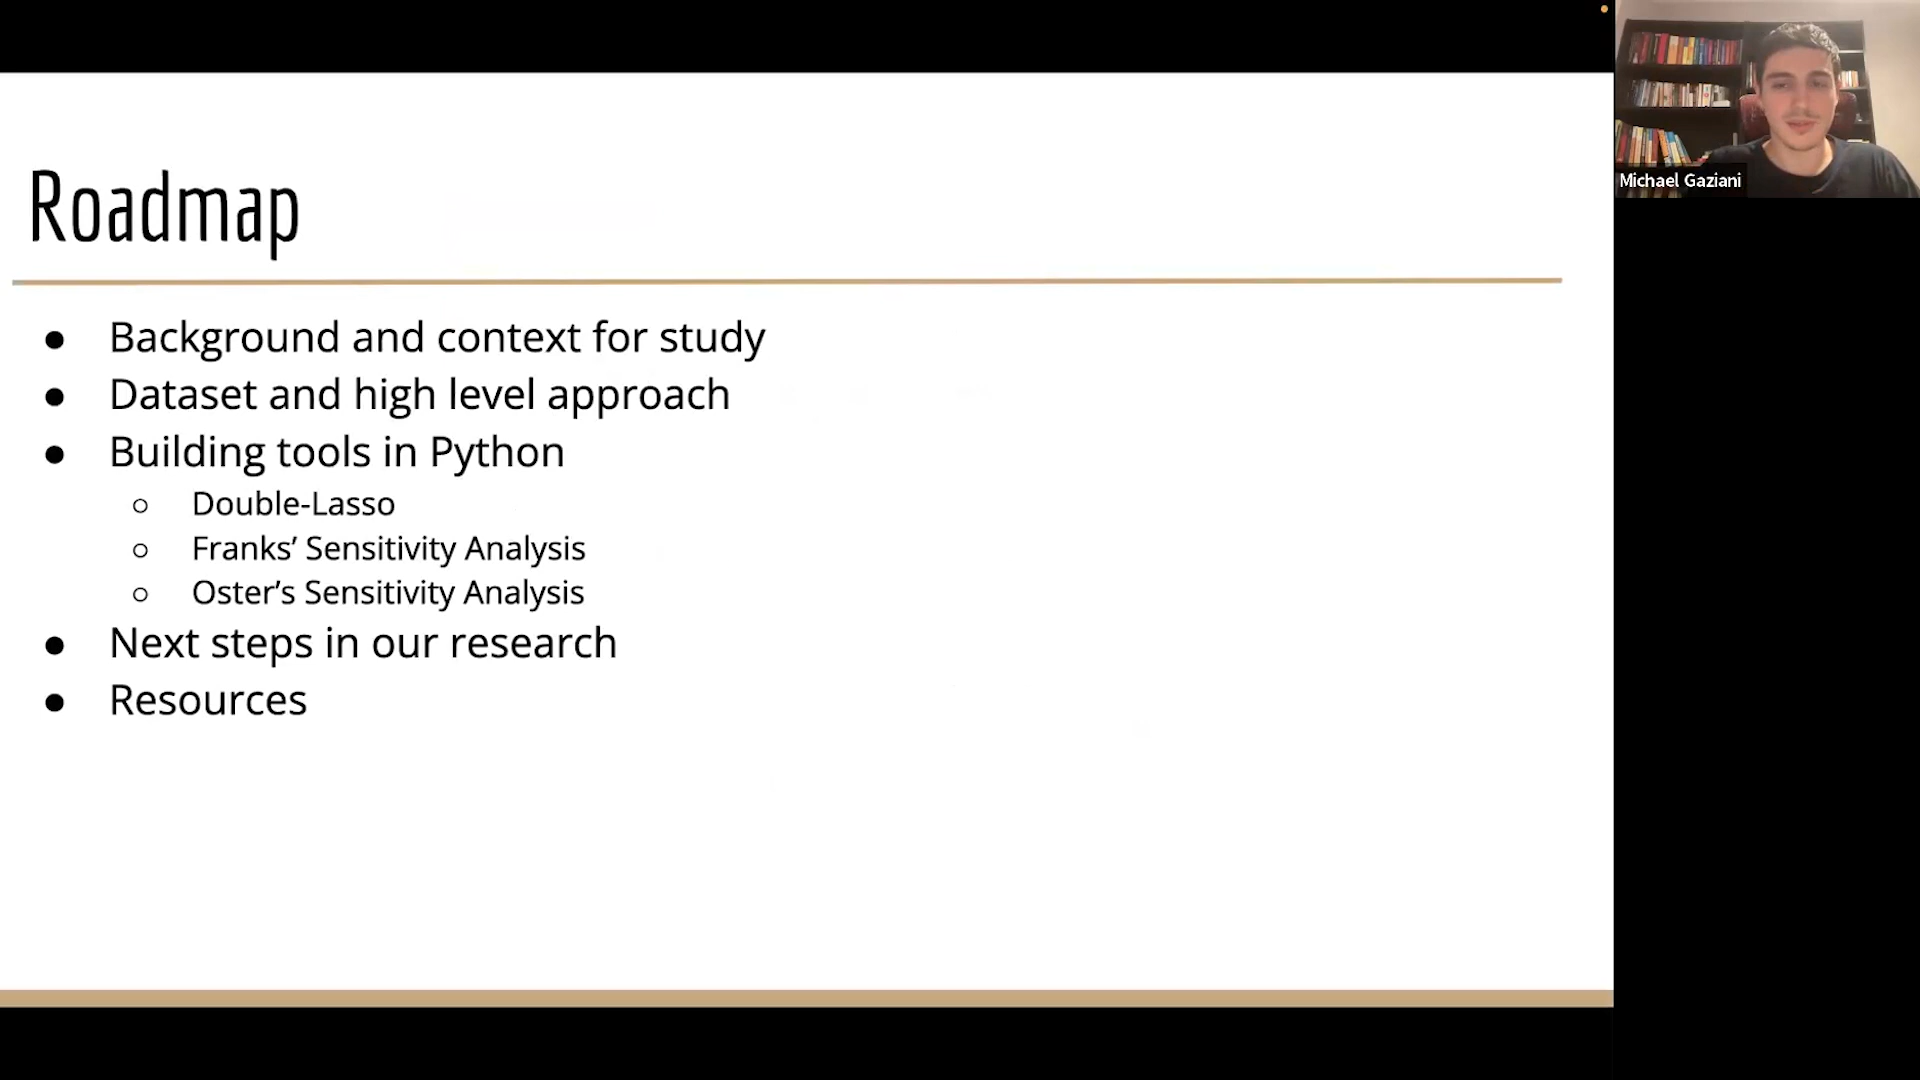 Roadmap
Background and context for study
Dataset and high level approach
Building tools in Python
Double-Lasso
Franks’ Sensitivity Analysis
Oster’s Sensitivity Analysis
Next steps in our research
Resources
Michael Gaziani